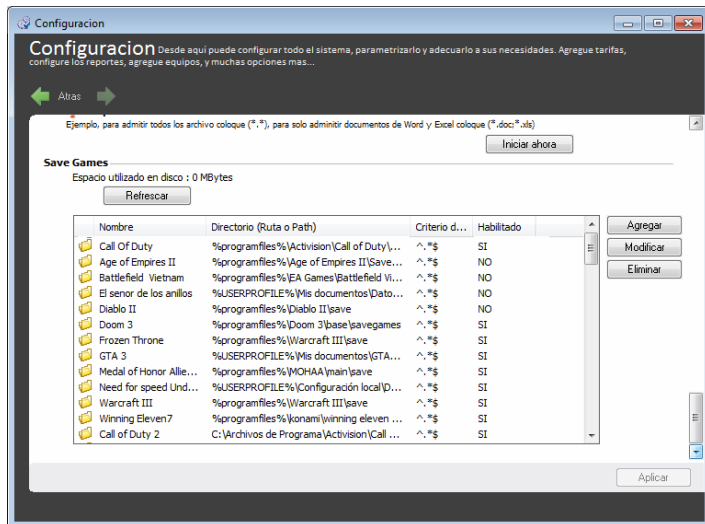 Configuracion
Configuracion Desde aqui puede configurar todo el sistema, parametrizarlo y adecuarlo a sus necesidades. Agregue tarifas,
configure los reportes, agregue equipos, y muchas opciones mas...
Atras
Ejemplo, para admitir todos los archivo coloque (*.*), para solo adminitir documentos de Word y Excel coloque (*.doc;*.xls)
Iniciar ahora
Save Games
Espacio utilizado en disco : 0 MBytes
Refrescar
Nombre Directorio (Ruta o Path) Criterio d... Habilitado
Call Of Duty %programfiles%\Activision\Call of Duty\,... ^.*$ SI
Age of Empires II %programfiles%\Age of Empires II\Save... ^.*$ NO
Battlefield Vietnam %programfiles%\EA Games\Battlefield Vi... ^.*$ NO
El senor de los anillos %USERPROFILE%\Mis documentos\Dato... ^.*$ NO
Diablo II %programfiles%\Diablo II\save ^.*$ NO
Doom 3 %programfiles%\Doom 3\base\savegames ^.*$ SI
Frozen Throne %programfiles%\Warcraft III\save ^.*$ SI
GTA 3 %USERPROFILE%\Mis documentos\GTA... ^.*$ SI
Medal of Honor Allie... %programfiles%\MOHAA\main\save ^.*$ SI
Need for speed Und... %USERPROFILE%\Configuración local\D... ^.*$ SI
Warcraft III %programfiles%\Warcraft III\save ^.*$ SI
Winning Eleven7 %programfiles%\konami\winning eleven ... ^.*$ SI
Call of Duty 2 C:\Archivos de Programa\Activision\Call ... ^.*$ SI
Agregar
Modificar
Eliminar
Aplicar